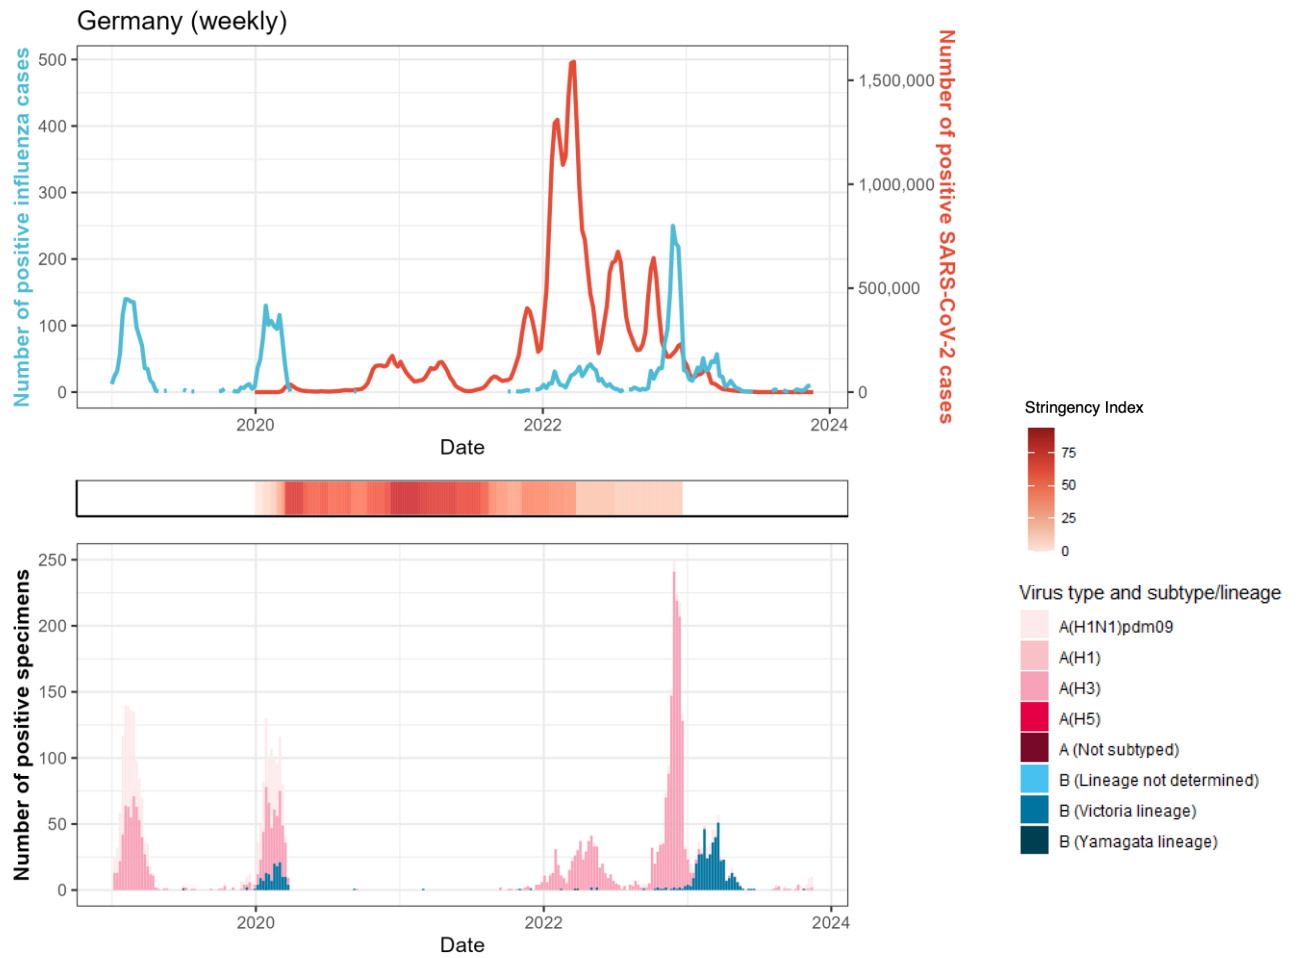 Germany (weekly)
Number of positive influenza cases
500
400
300
200
100
0
1,500,000
1,000,000
500,000
0
Number of positive SARS-CoV-2 cases
2020
2022
2024
Date
Stringency Index
75
50
25
0
Number of positive specimens
250
200
150
100
50
0
2020
2022
2024
Date
Virus type and subtype/lineage
A(H1N1)pdm09
A(H1)
A(H3)
A(H5)
A (Not subtyped)
B (Lineage not determined)
B (Victoria lineage)
B (Yamagata lineage)